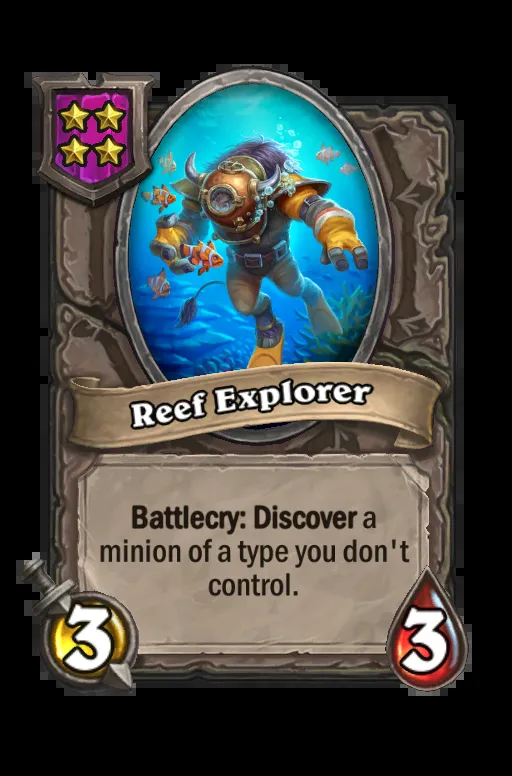 Reef Explorer
Battlecry: Discover a
minion of a type you don't
control.
3
3